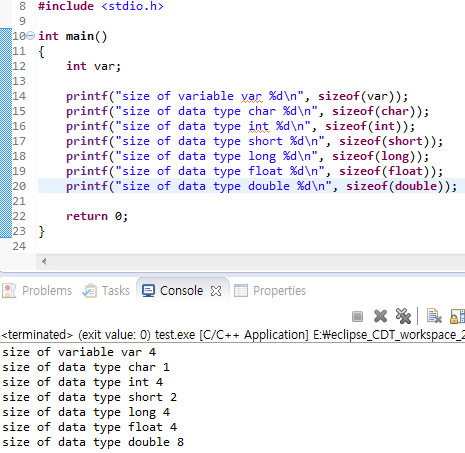 8 #include <stdio.h>
9
10 int main()
11 {
12 int var;
13
14 printf("size of variable var %d\n", sizeof(var));
15 printf("size of data type char %d\n", sizeof(char));
16 printf("size of data type int %d\n", sizeof(int));
17 printf("size of data type short %d\n", sizeof(short));
18 printf("size of data type long %d\n", sizeof(long));
19 printf("size of data type float %d\n", sizeof(float));
20 printf("size of data type double %d\n", sizeof(double));
21
22 return 0;
23 }
24
Problems Tasks Console Properties
<terminated> (exit value: 0) test.exe [C/C++ Application] E:₩eclipse_CDT_workspace_2
size of variable var 4
size of data type char 1
size of data type int 4
size of data type short 2
size of data type long 4
size of data type float 4
size of data type double 8